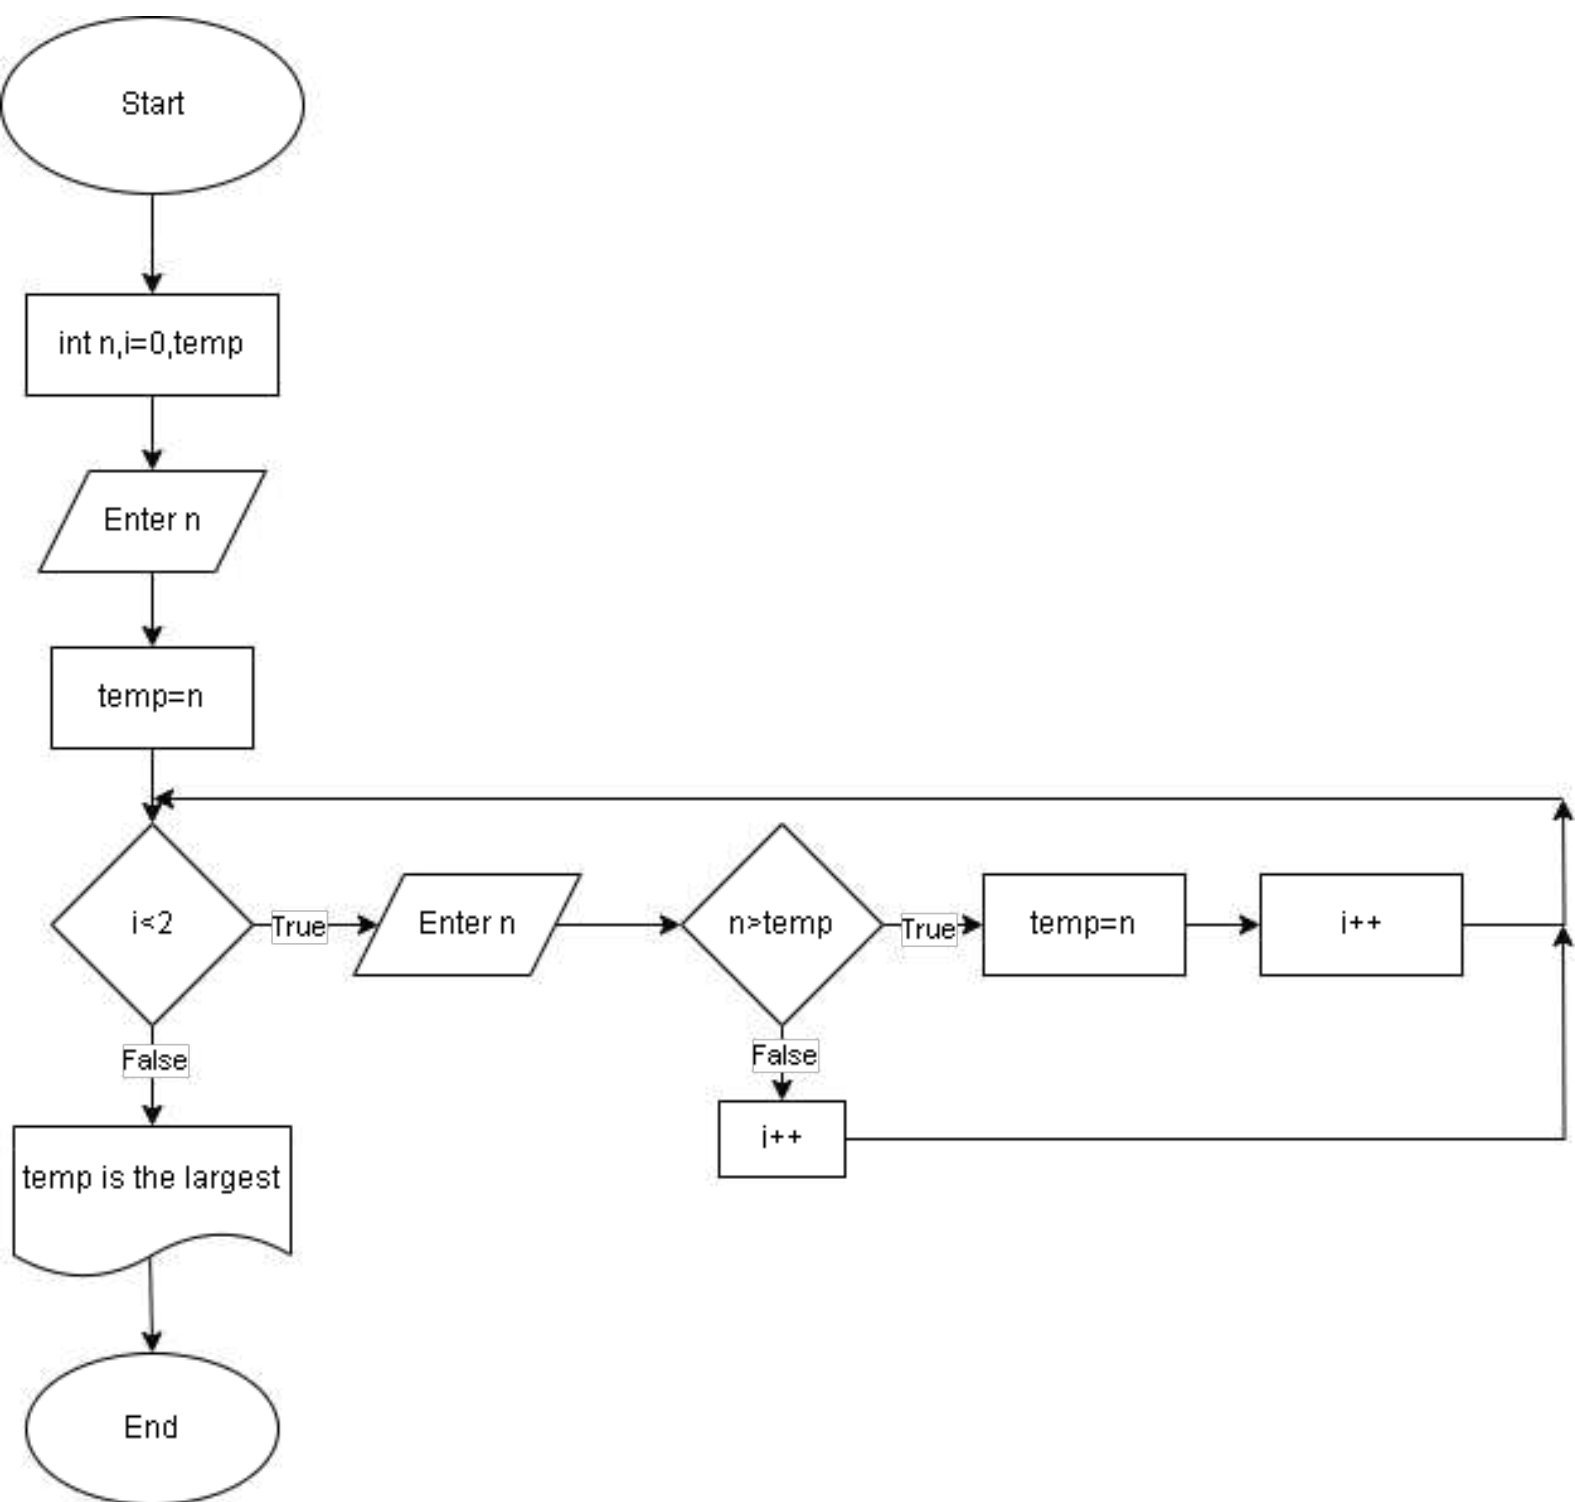 Start
int n,i=0,temp
Enter n
temp=n
i<2
True
Enter n
n>temp
True
temp=n
i++
False
False
i++
temp is the largest
End